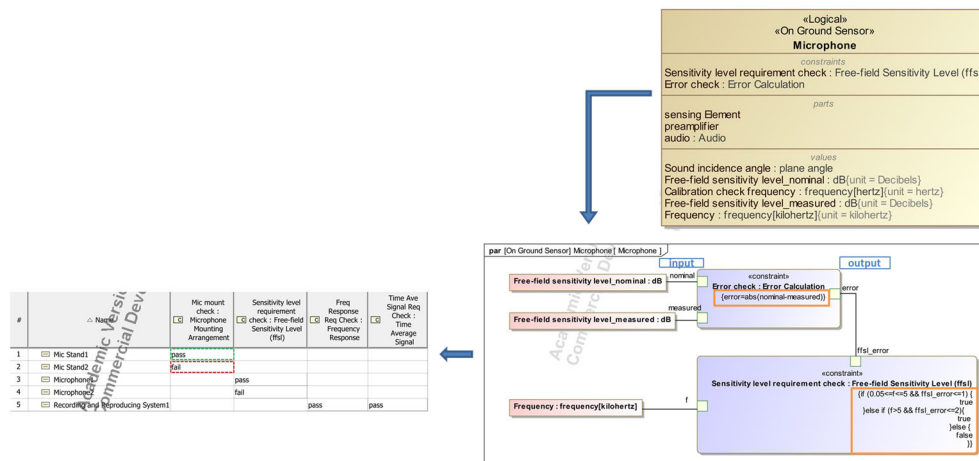 «Logical»
«On Ground Sensor»
Microphone
constraints
Sensitivity level requirement check : Free-field Sensitivity Level (ffs
Error check : Error Calculation
parts
sensing Element
preamplifier
audio : Audio
values
Sound incidence angle : plane angle
Free-field sensitivity level_nominal : dB{unit = Decibels}
Calibration check frequency : frequency[hertz]{unit = hertz}
Free-field sensitivity level_measured : dB{unit = Decibels}
Frequency : frequency[kilohertz]{unit = kilohertz}
par [On Ground Sensor] Microphone[ Microphone ]
input
output
Free-field sensitivity level_nominal : dB
nominal
«constraint»
Error check : Error Calculation
{error=abs(nominal-measured)}
error
Free-field sensitivity level_measured : dB
measured
ffsl_error
«constraint»
Sensitivity level requirement check : Free-field Sensitivity Level (ffsl)
{if (0.05<=f<=5 && ffsl_error<=1) {
true
}else if (f>5 && ffsl_error<=2){
true
}else {
false
}}
Frequency : frequency[kilohertz]
f
# Name Mic mount check : Microphone Mounting Arrangement Sensitivity level requirement check : Free-field Sensitivity Level (ffsl) Freq Response Req Check : Frequency Response Time Ave Signal Req Check : Time Average Signal
1 Mic Stand1 pass
2 Mic Stand2 fail
3 Microphone1 pass
4 Microphone2 fail
5 Recording and Reproducing System1 pass pass